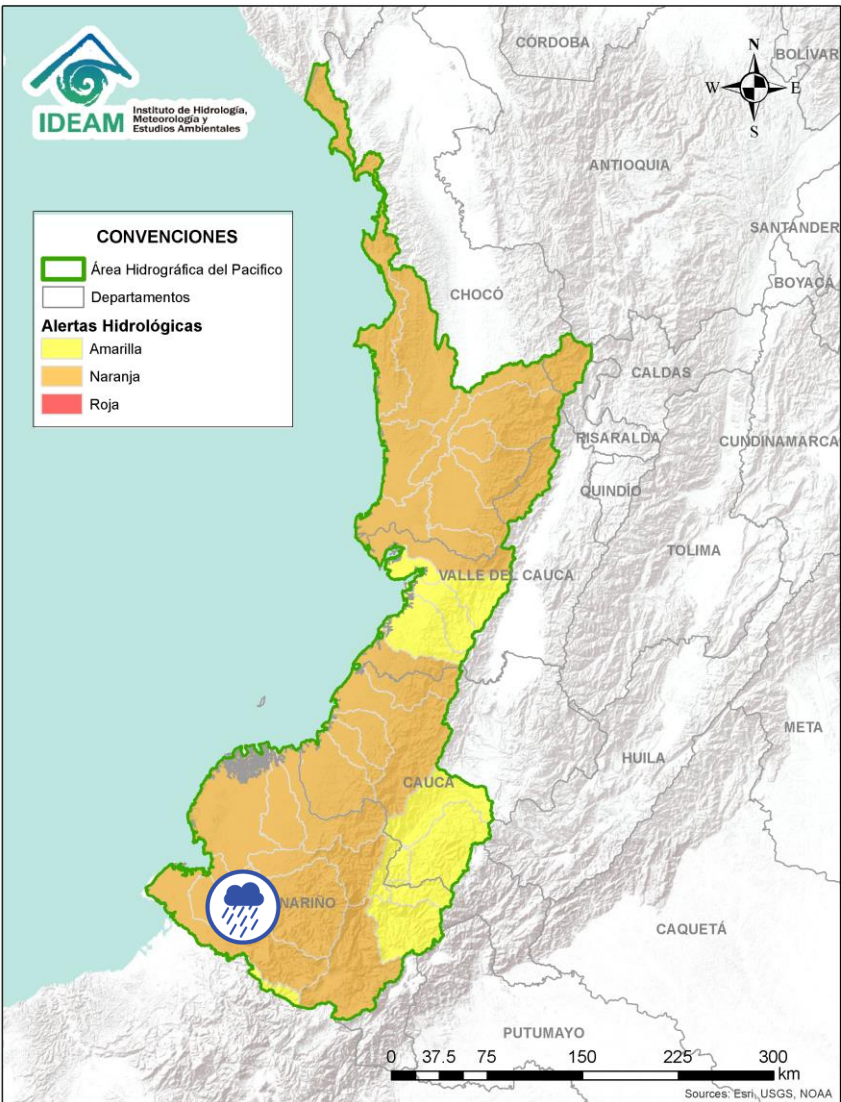 IDEAM
Instituto de Hidrología,
Meteorología y
Estudios Ambientales
N
W E
S
CONVENCIONES
Área Hidrográfica del Pacifico
Departamentos
Alertas Hidrológicas
Amarilla
Naranja
Roja
CÓRDOBA
BOLIVAR
ANTIOQUIA
SANTANDER
BOYACÁ
CHOCÓ
CALDAS
RISARALDA
CUNDINAMARCA
QUINDÍO
TOLIMA
VALLE DEL CAUCA
META
HUILA
CAUCA
NARIÑO
CAQUETÁ
PUTUMAYO
0 37.5 75 150 225 300
km
Sources: Esri, USGS, NOAA